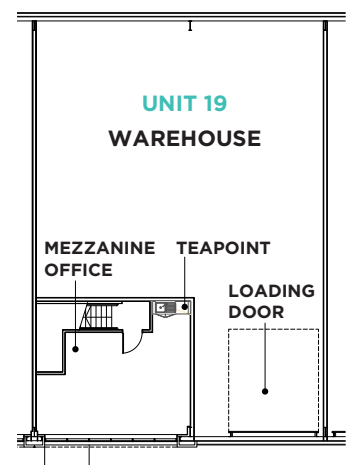 UNIT 19
WAREHOUSE
MEZZANINE
OFFICE
TEAPOINT
LOADING
DOOR